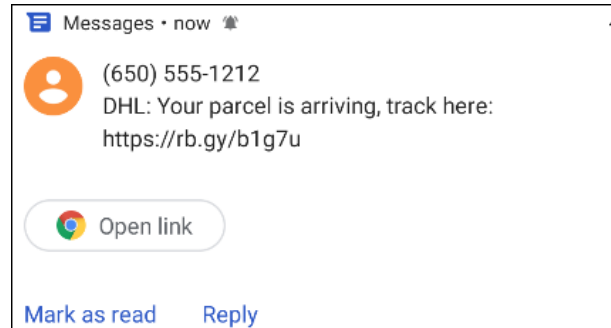 Messages • now
(650) 555-1212
DHL: Your parcel is arriving, track here:
https://rb.gy/b1g7u
Open link
Mark as read
Reply